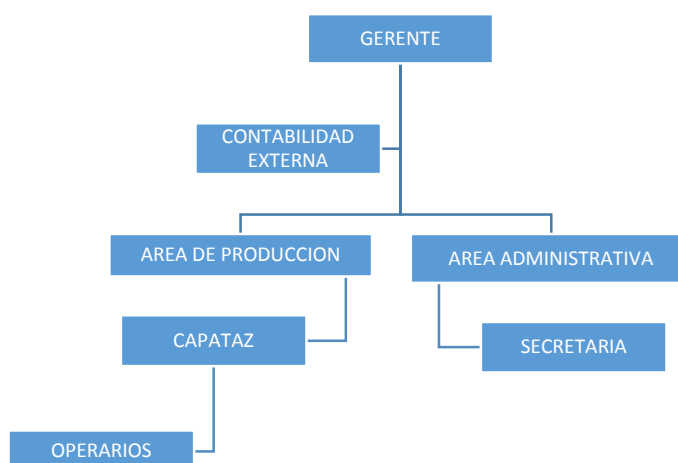 GERENTE
CONTABILIDAD
EXTERNA
AREA DE PRODUCCION
AREA ADMINISTRATIVA
CAPATAZ
SECRETARIA
OPERARIOS